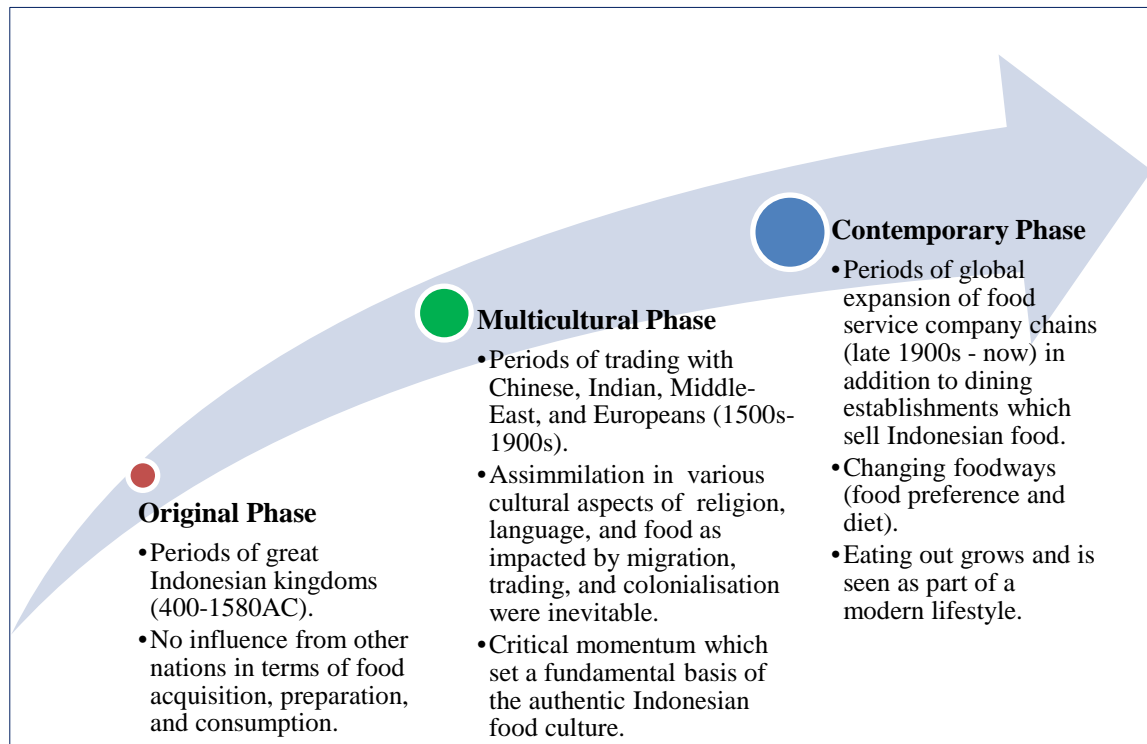 Original Phase
•Periods of great
Indonesian kingdoms
(400-1580AC).
•No influence from other
nations in terms of food
acquisition, preparation,
and consumption.
Multicultural Phase
•Periods of trading with
Chinese, Indian, Middle-
East, and Europeans (1500s-
1900s).
•Assimmilation in various
cultural aspects of religion,
language, and food as
impacted by migration,
trading, and colonialisation
were inevitable.
•Critical momentum which
set a fundamental basis of
the authentic Indonesian
food culture.
Contemporary Phase
•Periods of global
expansion of food
service company chains
(late 1900s - now) in
addition to dining
establishments which
sell Indonesian food.
•Changing foodways
(food preference and
diet).
•Eating out grows and is
seen as part of a
modern lifestyle.